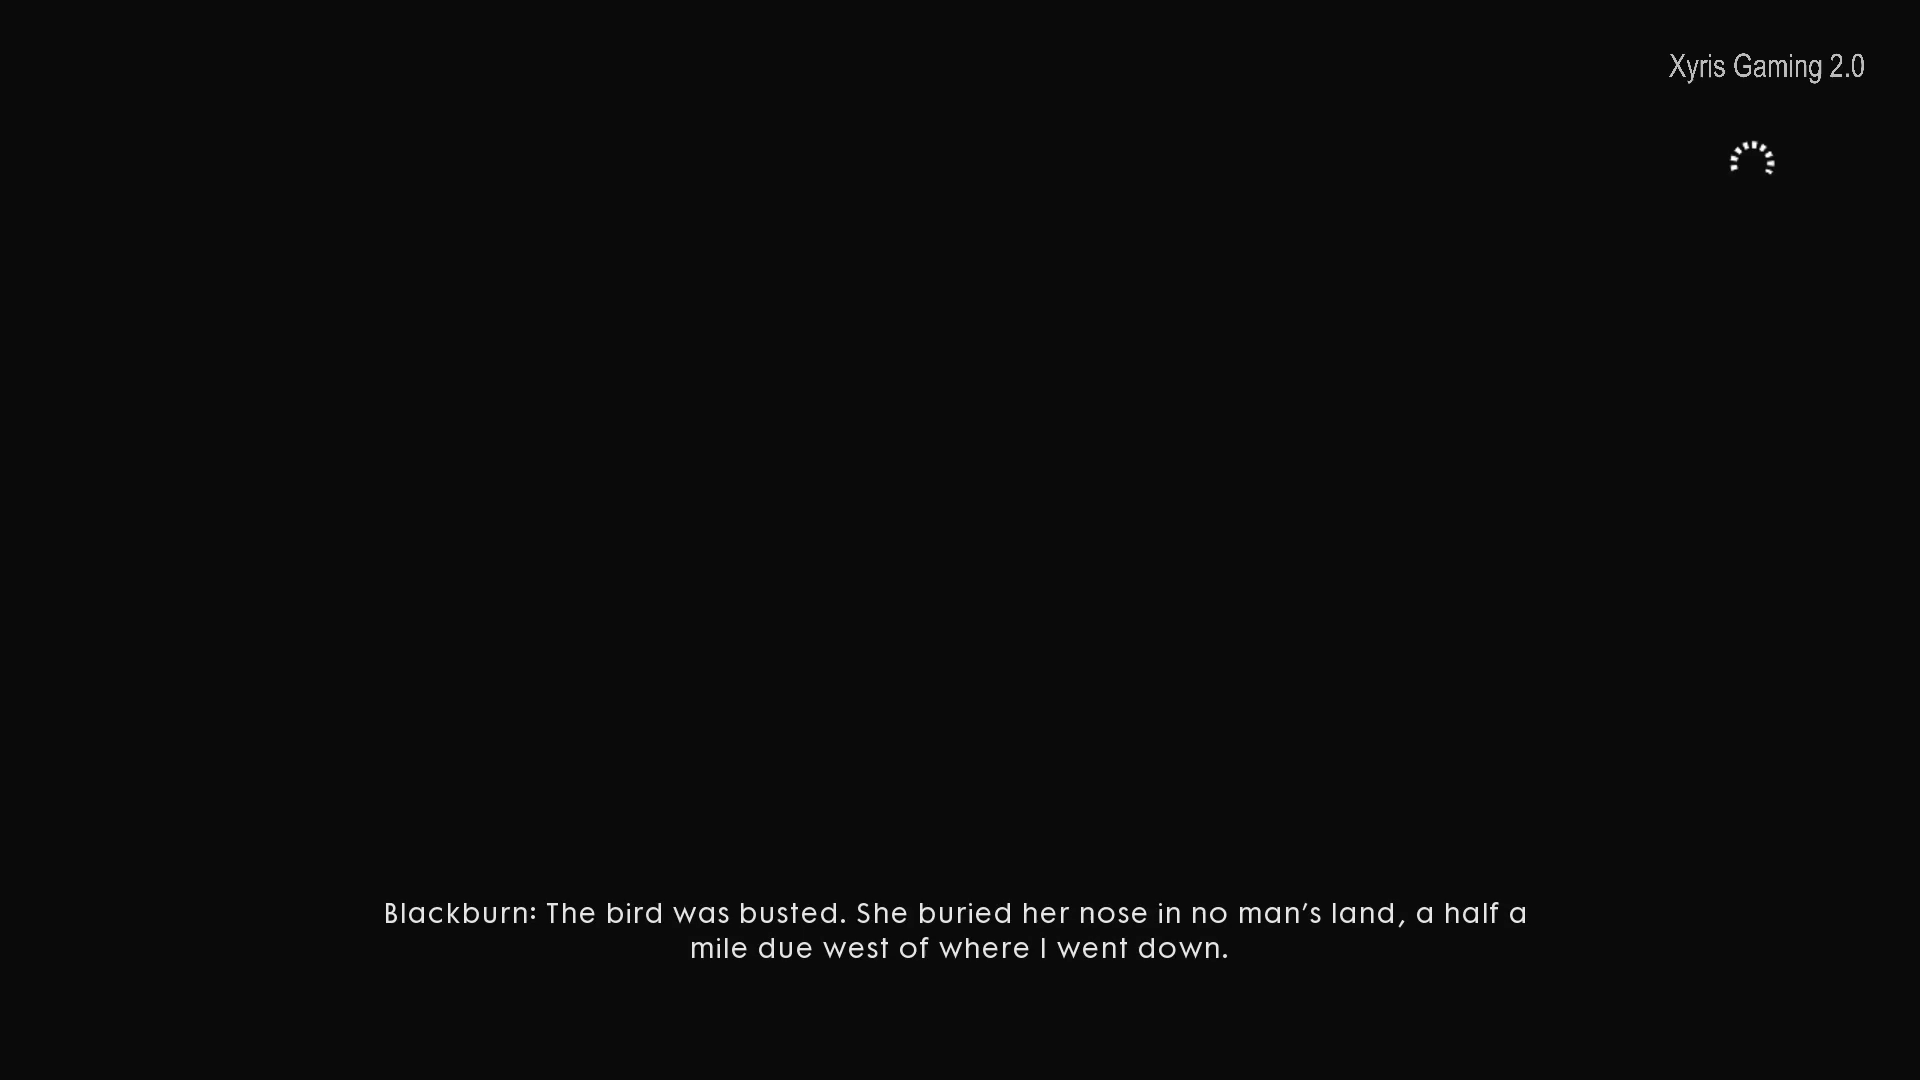 Xyris Gaming 2.0
Blackburn: The bird was busted. She buried her nose in no man’s land, a half a
mile due west of where I went down.